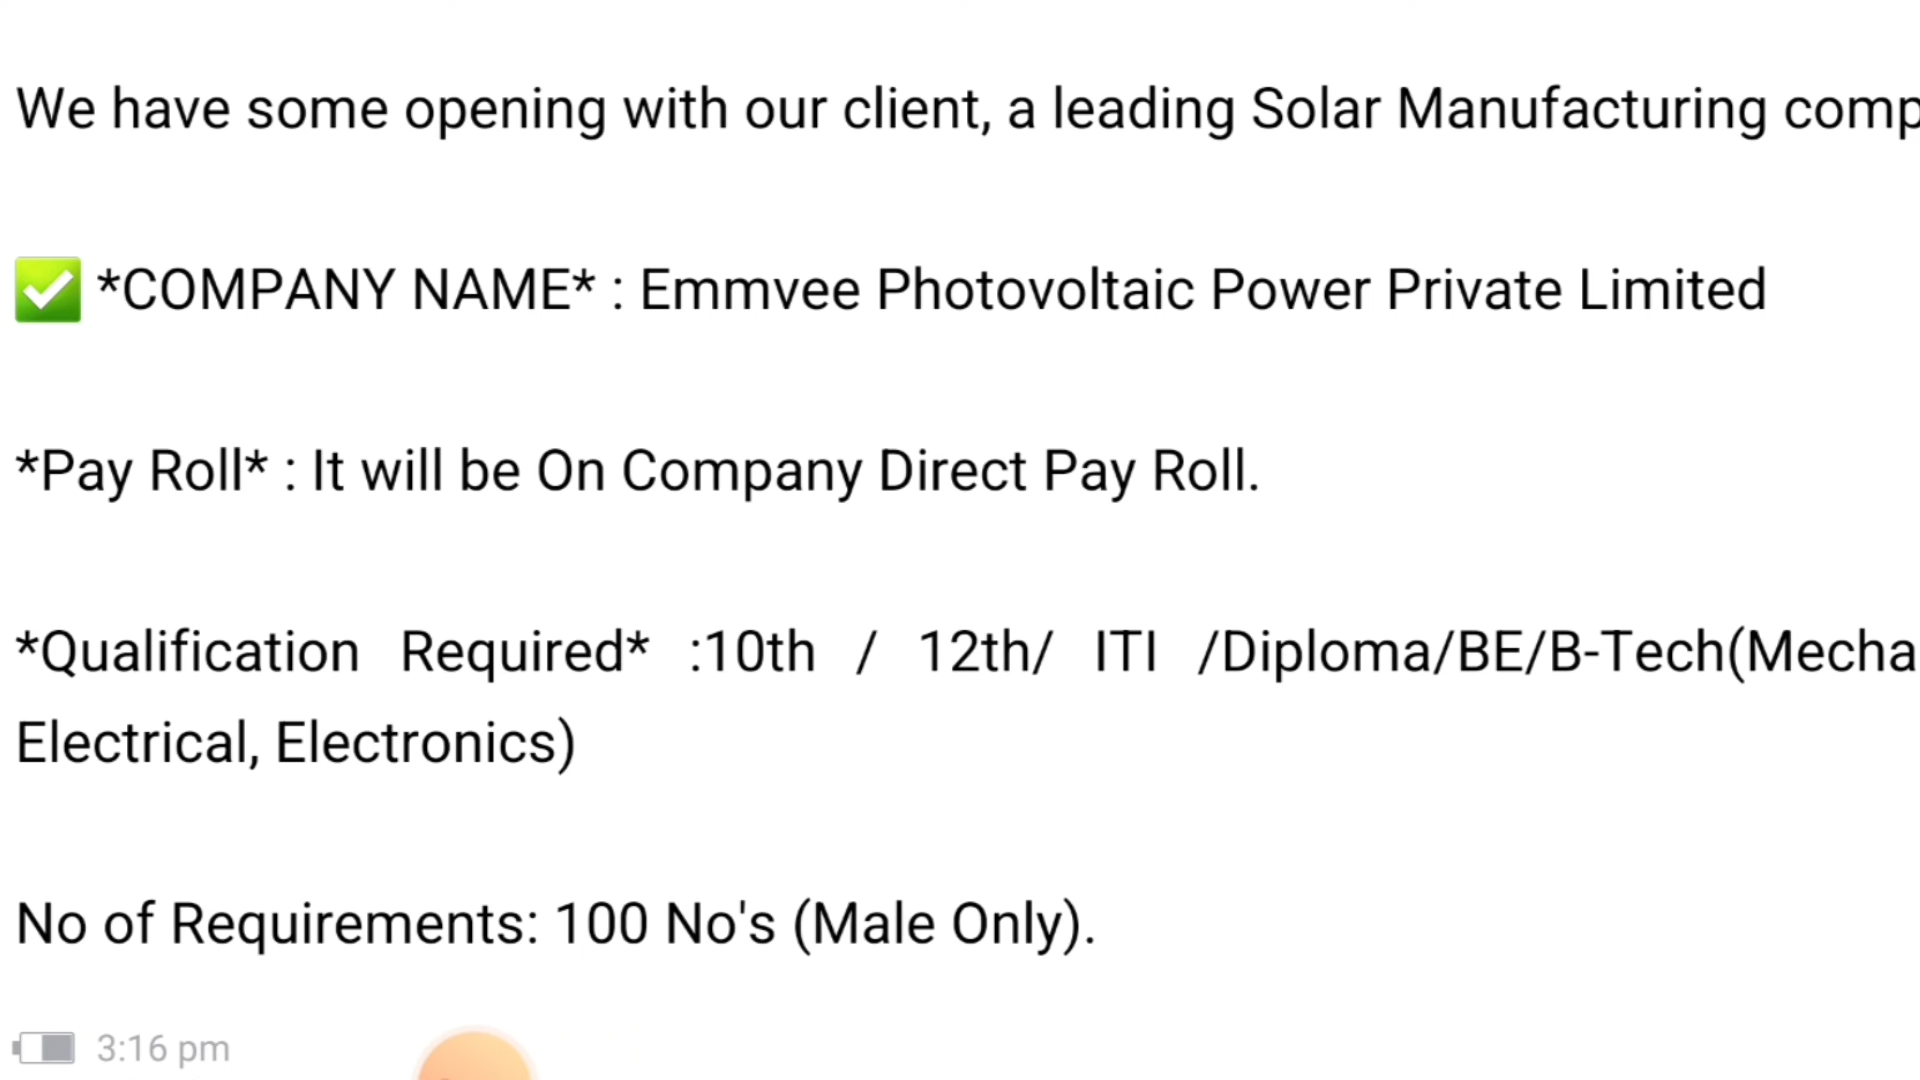 We have some opening with our client, a leading Solar Manufacturing comp
✅ *COMPANY NAME* : Emmvee Photovoltaic Power Private Limited
*Pay Roll* : It will be On Company Direct Pay Roll.
*Qualification Required* :10th / 12th/ ITI /Diploma/BE/B-Tech(Mecha
Electrical, Electronics)
No of Requirements: 100 No's (Male Only).
3:16 pm